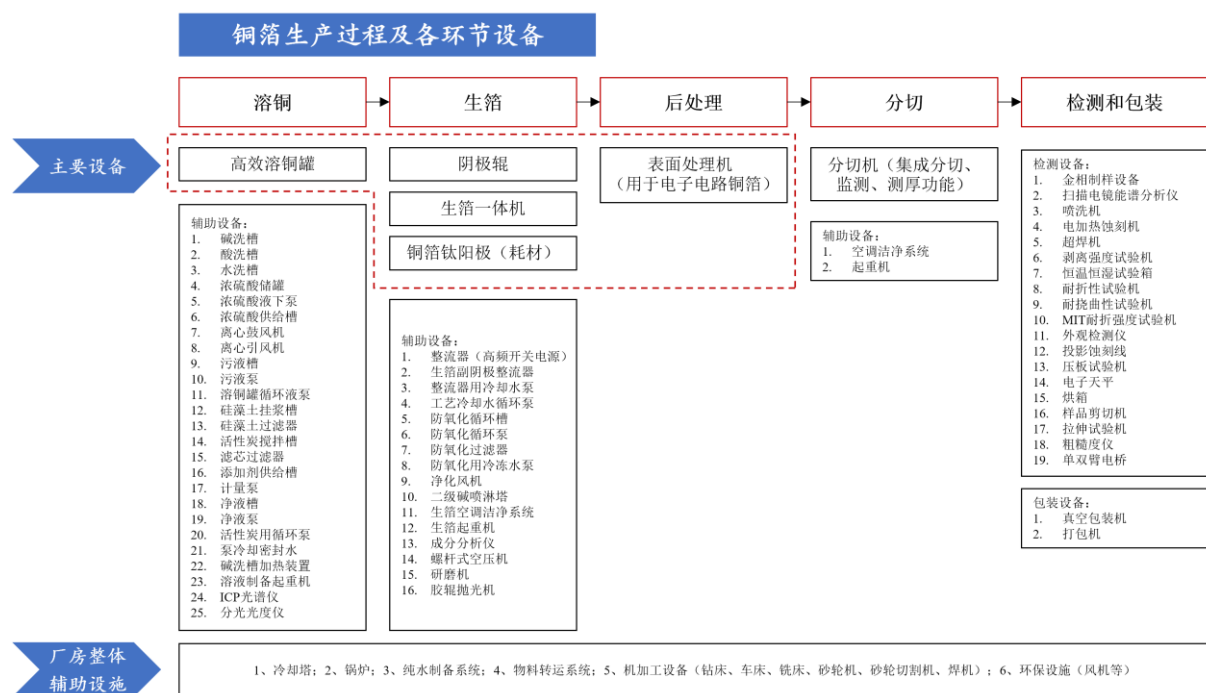 铜箔生产过程及各环节设备
溶铜
生箔
后处理
分切
检测和包装
主要设备
高效溶铜罐
辅助设备：
1. 碱洗槽
2. 酸洗槽
3. 水洗槽
4. 浓硫酸储罐
5. 浓硫酸液下泵
6. 浓硫酸供给槽
7. 离心鼓风机
8. 离心引风机
9. 污液槽
10. 污液泵
11. 溶铜罐循环液泵
12. 硅藻土挂浆槽
13. 硅藻土过滤器
14. 活性炭搅拌槽
15. 滤芯过滤器
16. 添加剂供给槽
17. 计量泵
18. 净液槽
19. 净液泵
20. 活性炭用循环泵
21. 泵冷却密封水
22. 碱洗槽加热装置
23. 溶液制备起重机
24. ICP光谱仪
25. 分光光度仪
阴极辊
生箔一体机
铜箔钛阳极（耗材）
辅助设备：
1. 整流器（高频开关电源）
2. 生箔副阴极整流器
3. 整流器用冷却水泵
4. 工艺冷却水循环泵
5. 防氧化循环槽
6. 防氧化循环泵
7. 防氧化过滤器
8. 防氧化用冷冻水泵
9. 净化风机
10. 二级碱喷淋塔
11. 生箔空调洁净系统
12. 生箔起重机
13. 成分分析仪
14. 螺杆式空压机
15. 研磨机
16. 胶辊抛光机
表面处理机
（用于电子电路铜箔）
分切机（集成分切、
监测、测厚功能）
辅助设备：
1. 空调洁净系统
2. 起重机
检测设备：
1. 金相制样设备
2. 扫描电镜能谱分析仪
3. 喷洗机
4. 电加热蚀刻机
5. 超焊机
6. 剥离强度试验机
7. 恒温恒湿试验箱
8. 耐折性试验机
9. 耐挠曲性试验机
10. MIT耐折强度试验机
11. 外观检测仪
12. 投影蚀刻线
13. 压板试验机
14. 电子天平
15. 烘箱
16. 样品剪切机
17. 拉伸试验机
18. 粗糙度仪
19. 单双臂电桥
包装设备：
1. 真空包装机
2. 打包机
厂房整体
辅助设施
1、冷却塔；2、锅炉；3、纯水制备系统；4、物料转运系统；5、机加工设备（钻床、车床、铣床、砂轮机、砂轮切割机、焊机）；6、环保设施（风机等）